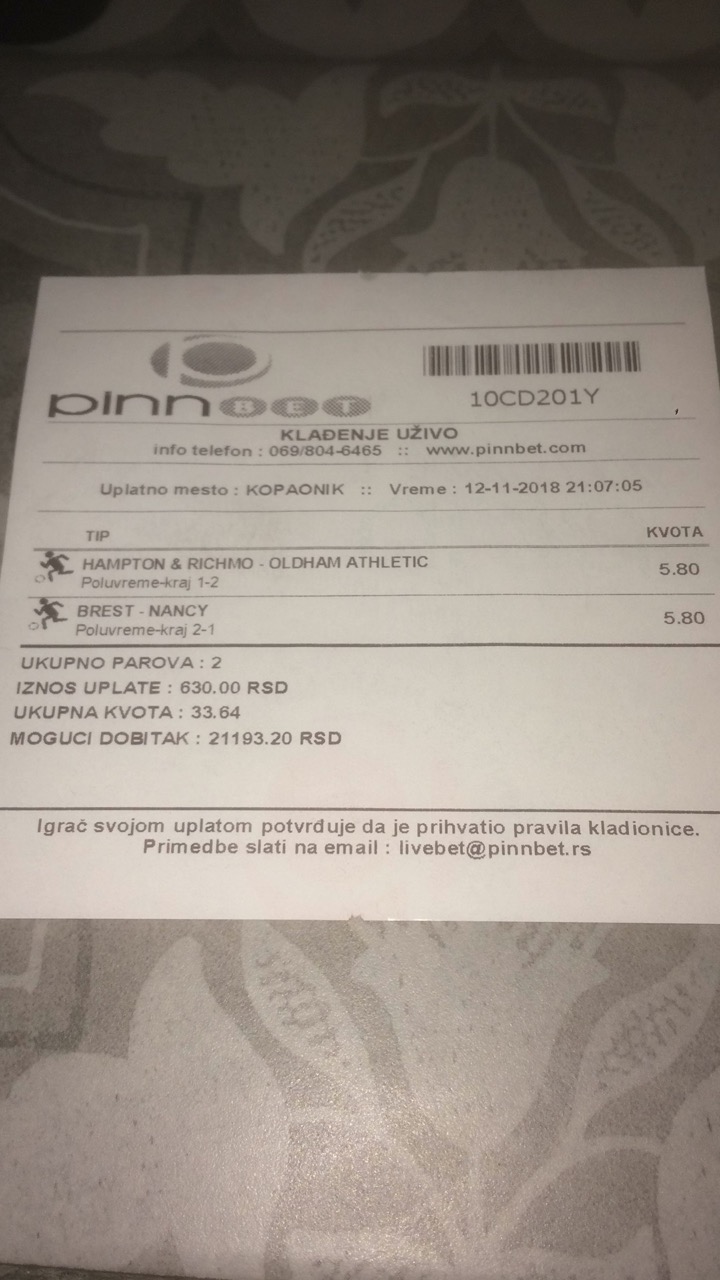 pinn BET
10CD201Y
KLAĐENJE UŽIVO
info telefon : 069/804-6465 :: www.pinnbet.com
Uplatno mesto : KOPAONIK :: Vreme : 12-11-2018 21:07:05
TIP KVOTA
HAMPTON & RICHMO - OLDHAM ATHLETIC 5.80
Poluvreme-kraj 1-2
BREST - NANCY 5.80
Poluvreme-kraj 2-1
UKUPNO PAROVA : 2
IZNOS UPLATE : 630.00 RSD
UKUPNA KVOTA : 33.64
MOGUCI DOBITAK : 21193.20 RSD
Igrač svojom uplatom potvrđuje da je prihvatio pravila kladionice.
Primedbe slati na email : livebet@pinnbet.rs